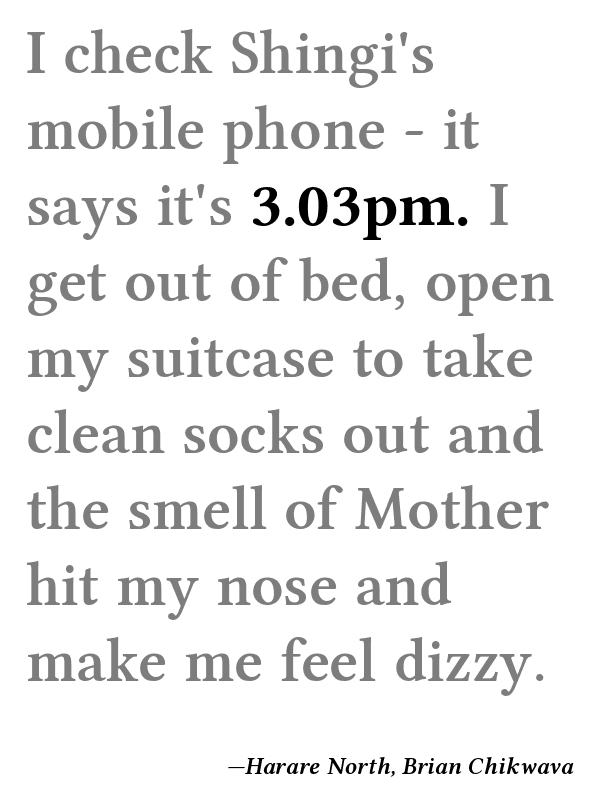 I check Shingi's
mobile phone - it
says it's 3.03pm. I
get out of bed, open
my suitcase to take
clean socks out and
the smell of Mother
hit my nose and
make me feel dizzy.
—Harare North, Brian Chikwava